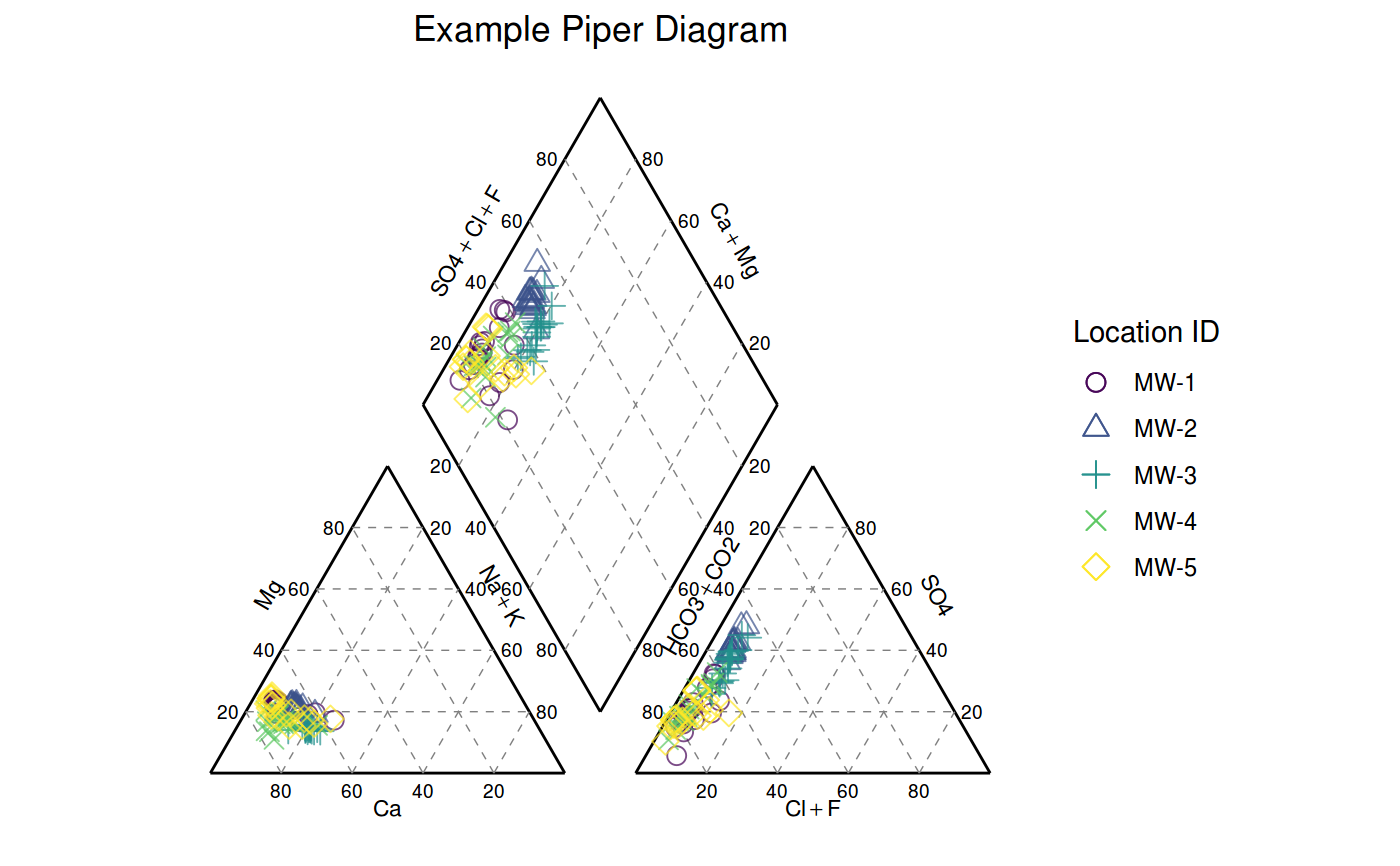 Example Piper Diagram
80 80
SO4+Cl+F
Ca+Mg
60 60
40 40
20 20
Location ID
MW-1
MW-2
MW-3
MW-4
MW-5
20 20
80 20 40 40 20 80
HCO3+CO2
Mg
Na+K
SO4
60 40 60 60 40 60
40 60 80 80 60 40
20 80 80 20
80 60 40 20
Ca
20 40 60 80
Cl+F